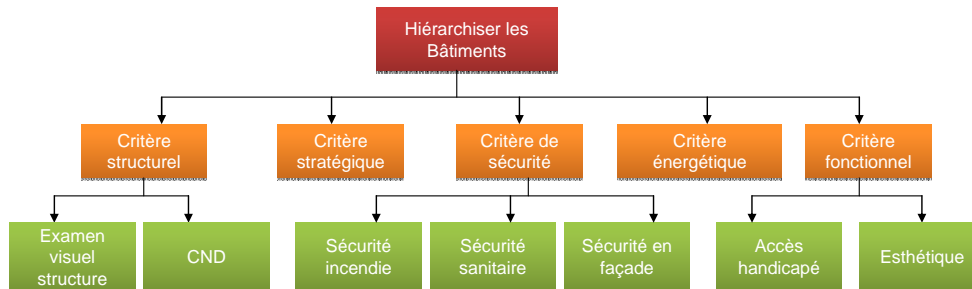 Hiérarchiser les
Bâtiments
Critère
structurel
Critère
stratégique
Critère de
sécurité
Critère
énergétique
Critère
fonctionnel
Examen
visuel
structure
CND
Sécurité
incendie
Sécurité
sanitaire
Sécurité en
façade
Accès
handicapé
Esthétique